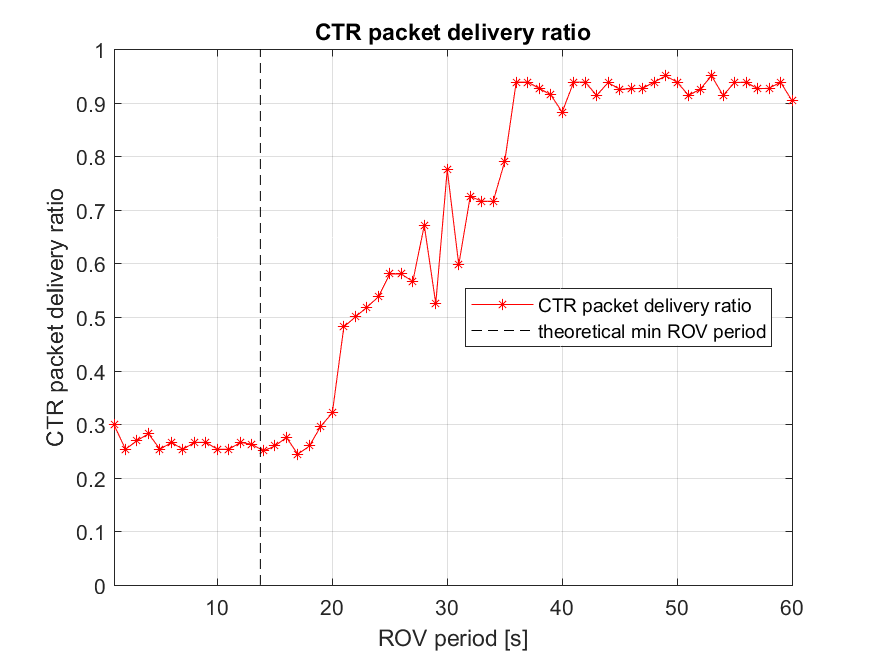 CTR packet delivery ratio
1
0.9
0.8
0.7
0.6
0.5
0.4
0.3
0.2
0.1
0
CTR packet delivery ratio
CTR packet delivery ratio
theoretical min ROV period
10 20 30 40 50 60
ROV period [s]